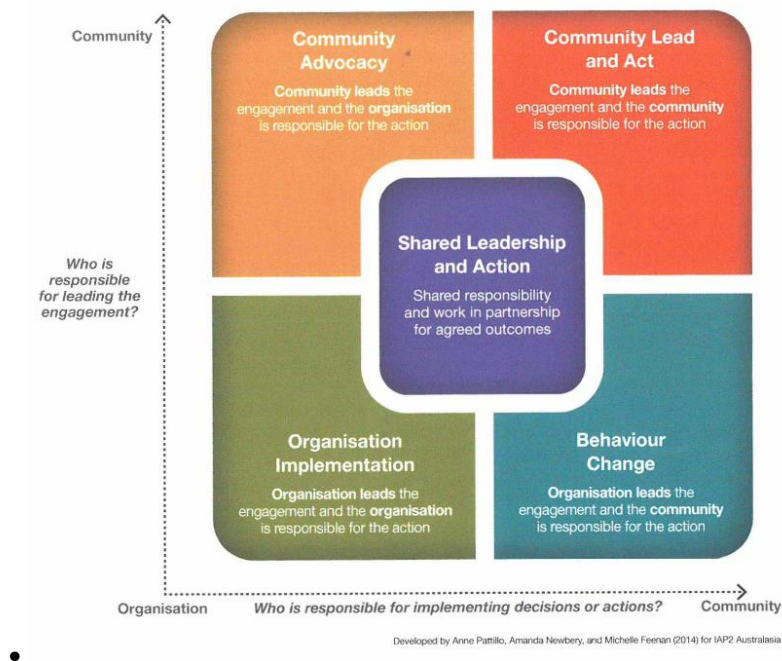 Community
Community
Advocacy
Community leads the
engagement and the organisation
is responsible for the action
Community Lead
and Act
Community leads the
engagement and the community
is responsible for the action
Who is
responsible
for leading the
engagement?
Shared Leadership
and Action
Shared responsibility
and work in partnership
for agreed outcomes
Organisation
Implementation
Organisation leads the
engagement and the organisation
is responsible for the action
Behaviour
Change
Organisation leads the
engagement and the community
is responsible for the action
Organisation
Who is responsible for implementing decisions or actions?
Community
Developed by Anne Pattillo, Amanda Newbery, and Michelle Feenan (2014) for IAP2 Australasia